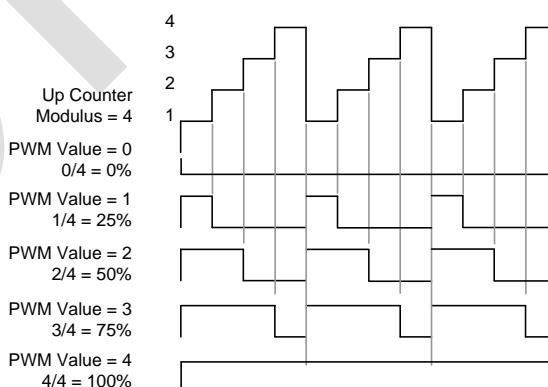 4
3
2
1
Up Counter
Modulus = 4
PWM Value = 0
0/4 = 0%
PWM Value = 1
1/4 = 25%
PWM Value = 2
2/4 = 50%
PWM Value = 3
3/4 = 75%
PWM Value = 4
4/4 = 100%